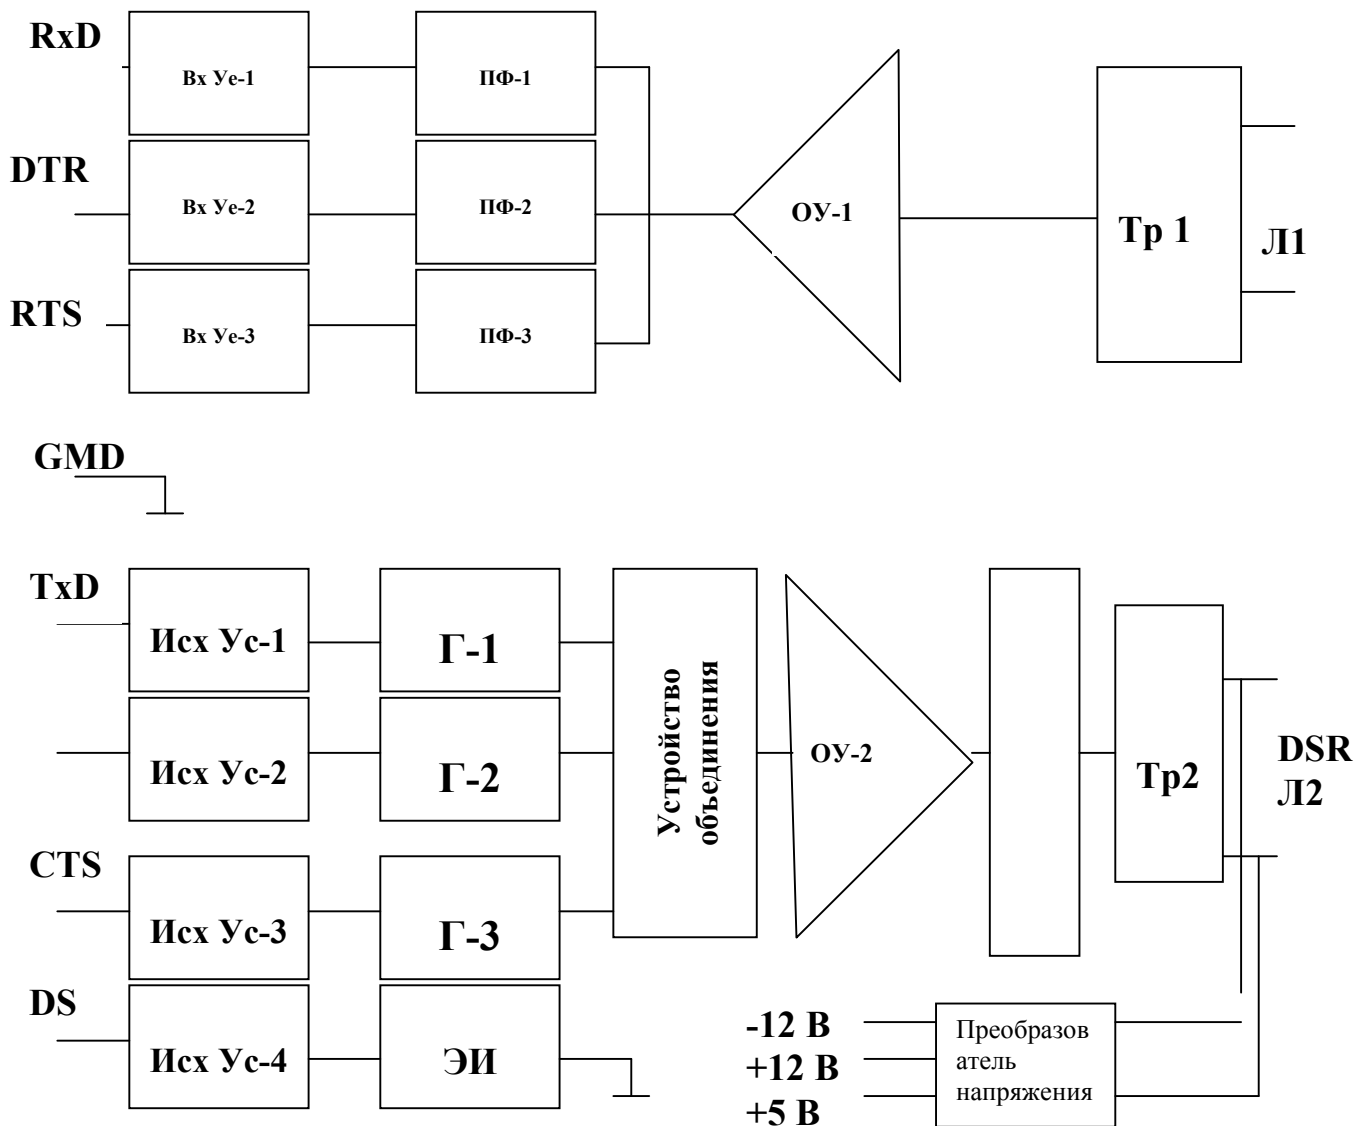 RxD
Вх Уе-1
ПФ-1
DTR
Вх Уе-2
ПФ-2
ОУ-1
Тр 1
Л1
RTS
Вх Уе-3
ПФ-3
GMD
TxD
Исх Ус-1
Г-1
Устройство
объединения
Исх Ус-2
Г-2
ОУ-2
Тр2
DSR
Л2
CTS
Исх Ус-3
Г-3
DS
Исх Ус-4
ЭИ
-12 В
+12 В
+5 В
Преобразов
атель
напряжения